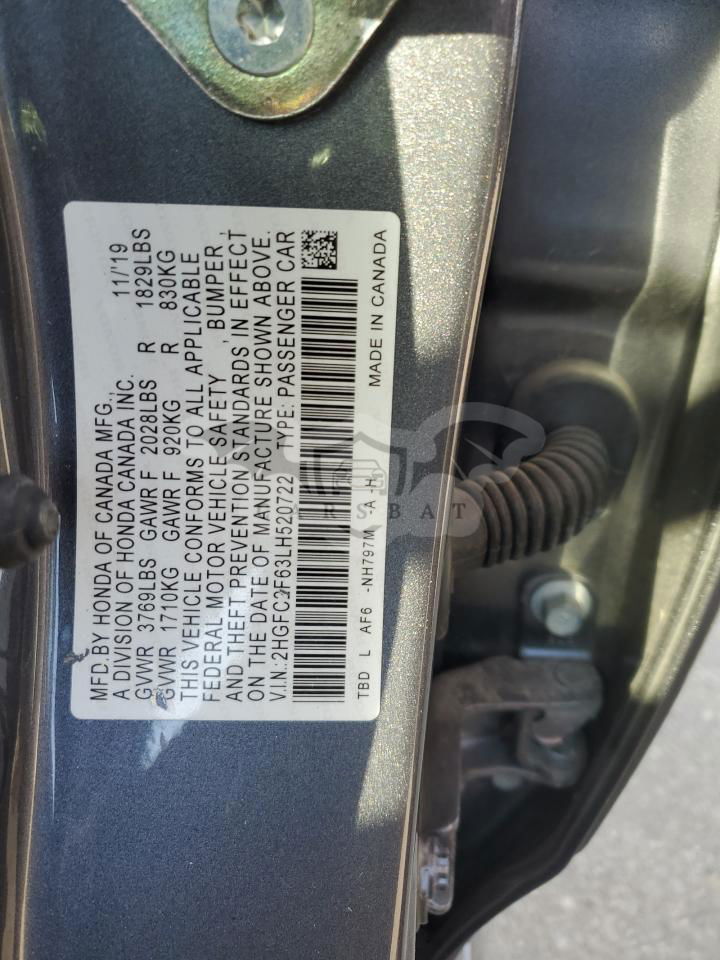 MFD.BY HONDA OF CANADA MFG., 11/'19
A DIVISION OF HONDA CANADA INC.
GVWR 3769LBS GAWR F 2028LBS R 1829LBS
GVWR 1710KG GAWR F 920KG R 830KG
THIS VEHICLE CONFORMS TO ALL APPLICABLE
FEDERAL MOTOR VEHICLE SAFETY , BUMPER ,
AND THEFT PREVENTION STANDARDS IN EFFECT
ON THE DATE OF MANUFACTURE SHOWN ABOVE.
V.I.N.:2HGFC2F63LH520722 TYPE: PASSENGER CAR
TBD L AF6 -NH797M -A -H MADE IN CANADA
ARSBAT